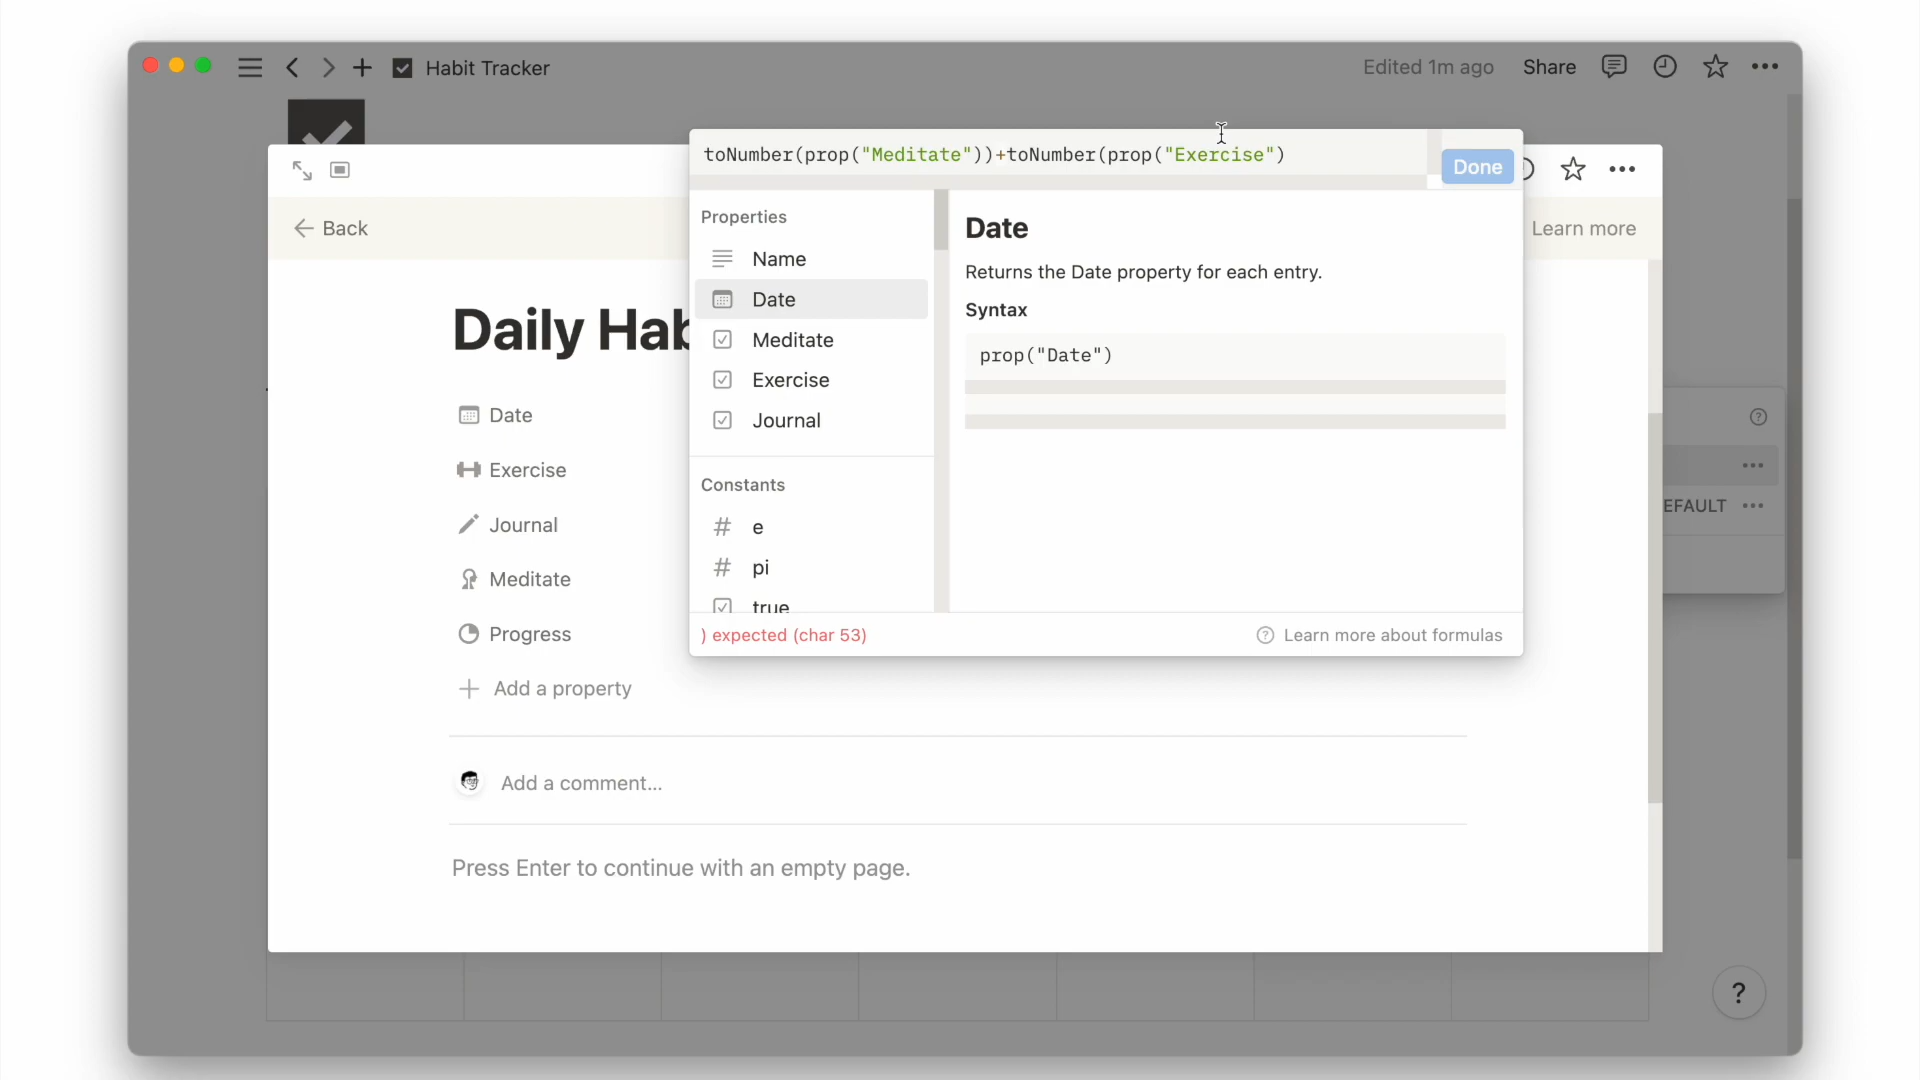 Habit Tracker
Edited 1m ago
Share
toNumber(prop("Meditate"))+toNumber(prop("Exercise")
Done
Back
Learn more
Properties
Name
Date
Meditate
Exercise
Journal
Constants
# e
# pi
true
Date
Returns the Date property for each entry.
Syntax
prop("Date")
) expected (char 53)
? Learn more about formulas
Daily Hab
Date
Exercise
Journal
Meditate
Progress
Add a property
Add a comment...
Press Enter to continue with an empty page.
?
EFAULT
?